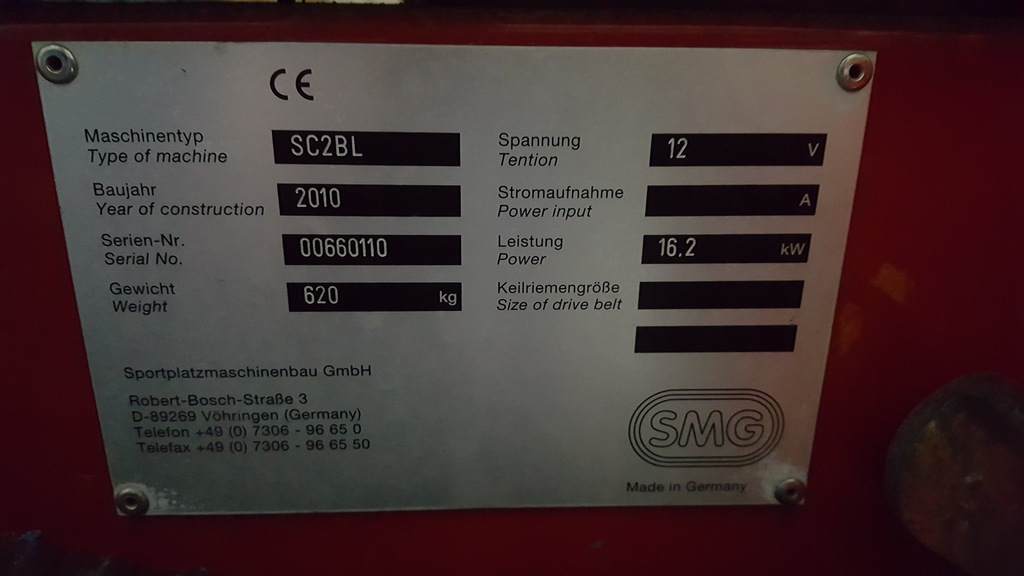 CE
Maschinentyp
Type of machine
SC2BL
Baujahr
Year of construction
2010
Serien-Nr.
Serial No.
00660110
Gewicht
Weight
620 kg
Spannung
Tention
12 V
Stromaufnahme
Power input
A
Leistung
Power
16.2 kW
Keilriemengröße
Size of drive belt
Sportplatzmaschinenbau GmbH
Robert-Bosch-Straße 3
D-89269 Vöhringen (Germany)
Telefon +49 (0) 7306 - 96 65 0
Telefax +49 (0) 7306 - 96 65 50
SMG
Made in Germany